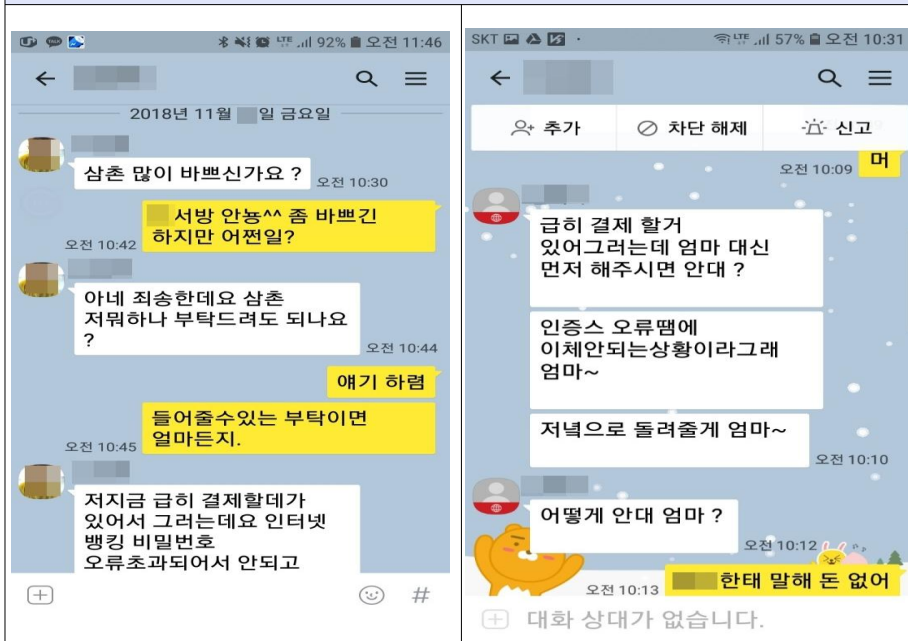 LTE 92% 오전 11:46
2018년 11월 일 금요일
삼촌 많이 바쁘신가요 ?
오전 10:30
서방 안뇽^^ 좀 바쁘긴
하지만 어쩐일?
오전 10:42
아네 죄송한데요 삼촌
저뭐하나 부탁드려도 되나요
?
오전 10:44
얘기 하렴
들어줄수있는 부탁이면
얼마든지.
오전 10:45
저지금 급히 결제할데가
있어서 그러는데요 인터넷
뱅킹 비밀번호
오류초과되어서 안되고
#
SKT LTE 57% 오전 10:31
추가 차단 해제 신고
머
오전 10:09
급히 결제 할거
있어그러는데 엄마 대신
먼저 해주시면 안대 ?
인증스 오류땜에
이체안되는상황이라그래
엄마~
저녁으로 돌려줄게 엄마~
오전 10:10
어떻게 안대 엄마 ?
오전 10:12
한태 말해 돈 없어
오전 10:13
대화 상대가 없습니다.